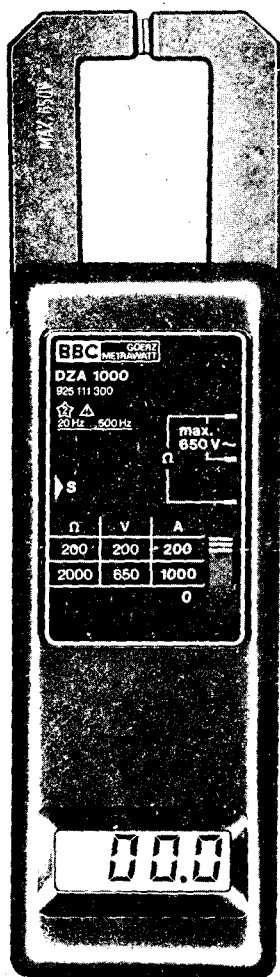 MAX. 650V
BBC GOERZ METRAWATT
DZA 1000
925 111 300
2
20 Hz...500 Hz
max.
650 V~
Ω
S
Ω V A
200 200 200
2000 650 1000
0
00.0